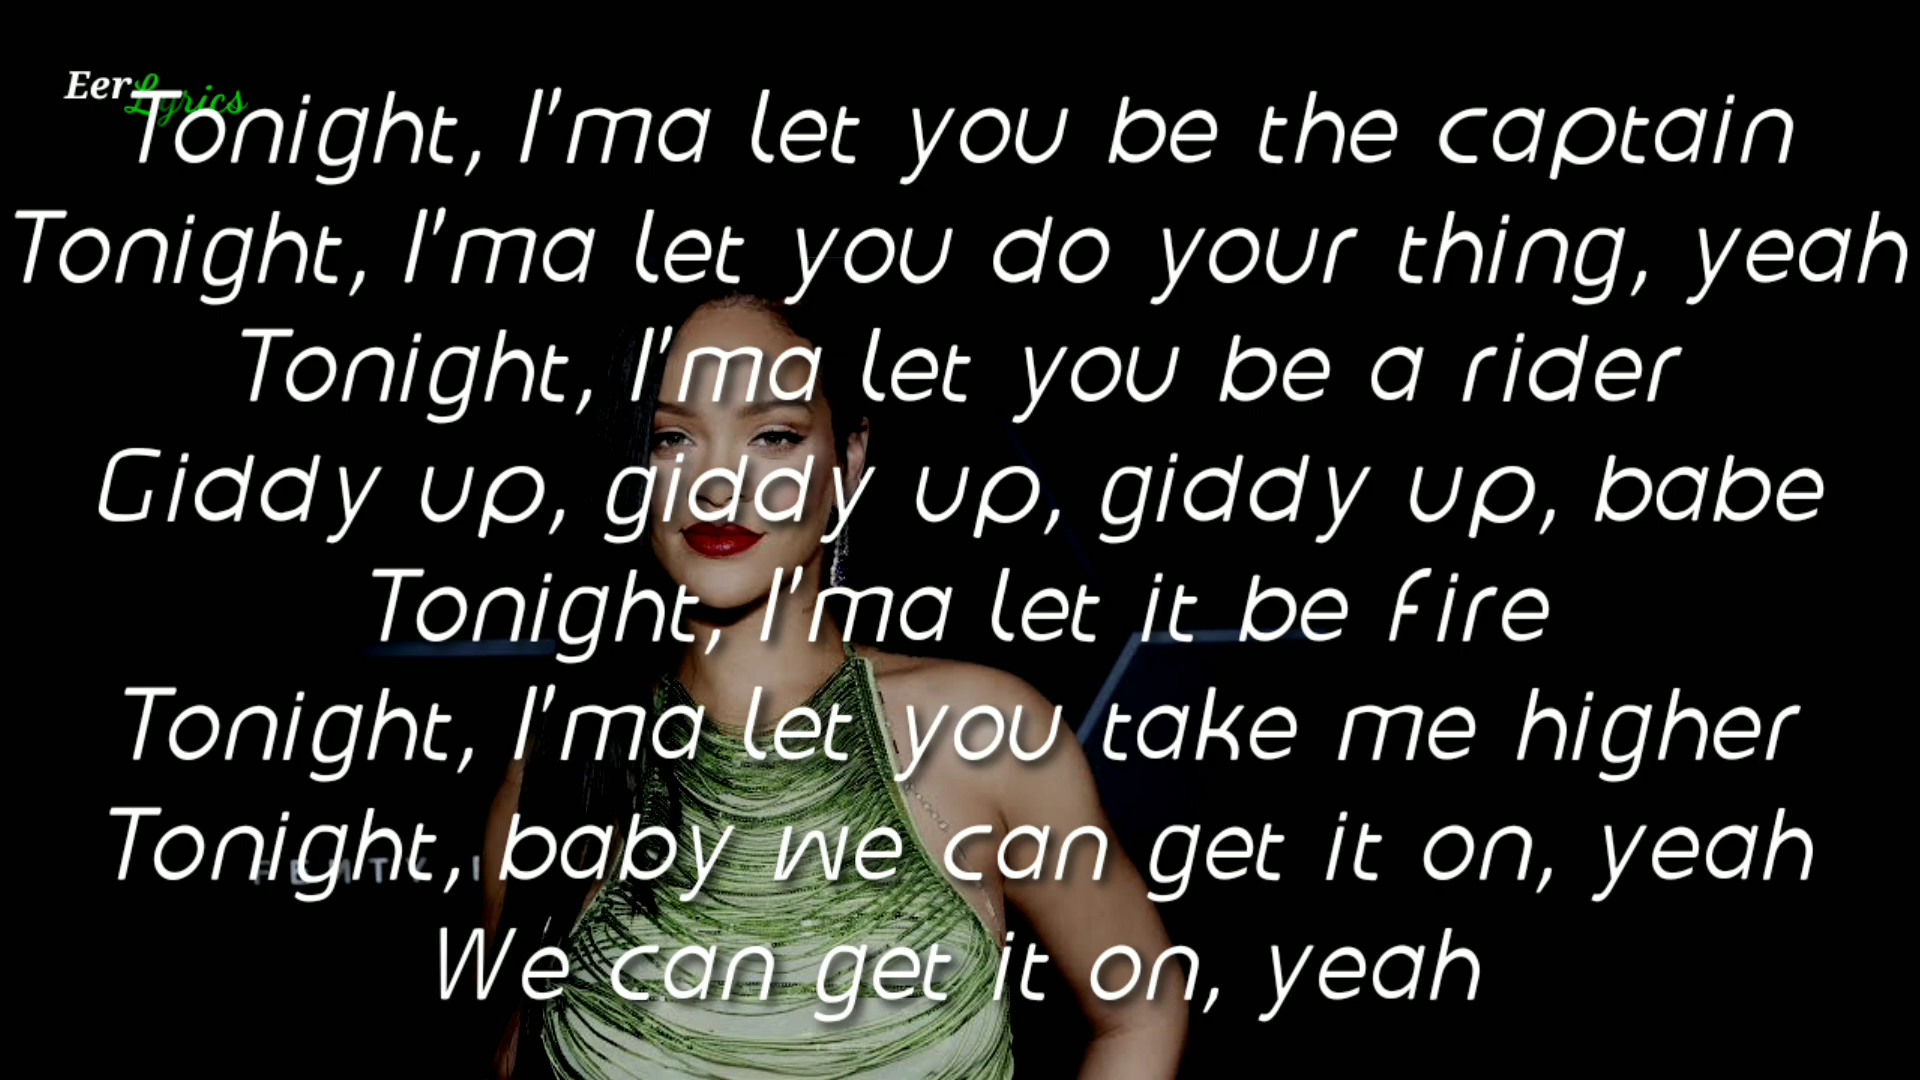 Eer Lyrics
Tonight, I'ma let you be the captain
Tonight, I'ma let you do your thing, yeah
Tonight, I'ma let you be a rider
Giddy up, giddy up, giddy up, babe
Tonight, I'ma let it be fire
Tonight, I'ma let you take me higher
Tonight, baby we can get it on, yeah
We can get it on, yeah